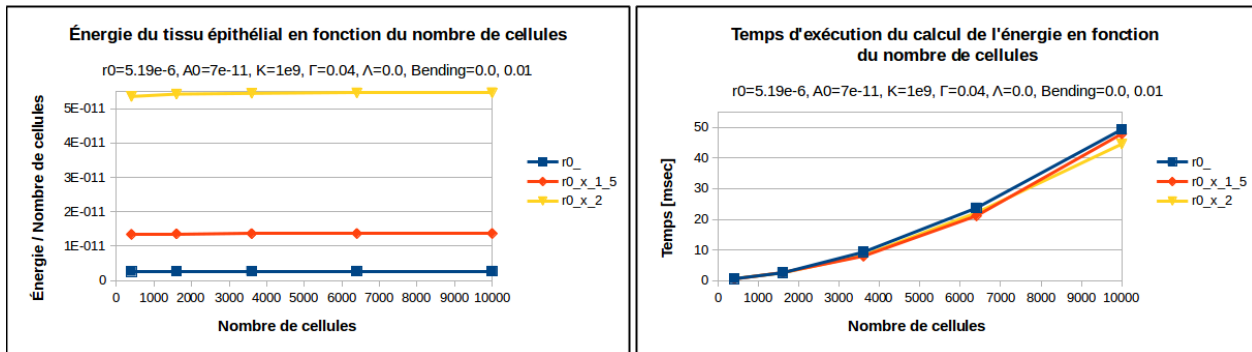 Énergie du tissu épithélial en fonction du nombre de cellules
r0=5.19e-6, A0=7e-11, K=1e9, Γ=0.04, Λ=0.0, Bending=0.0, 0.01
Énergie / Nombre de cellules
5E-011
4E-011
3E-011
2E-011
1E-011
0
0 1000 2000 3000 4000 5000 6000 7000 8000 9000 10000
Nombre de cellules
r0_
r0_x_1_5
r0_x_2
Temps d'exécution du calcul de l'énergie en fonction
du nombre de cellules
r0=5.19e-6, A0=7e-11, K=1e9, Γ=0.04, Λ=0.0, Bending=0.0, 0.01
Temps [msec]
50
40
30
20
10
0
0 1000 2000 3000 4000 5000 6000 7000 8000 9000 10000
Nombre de cellules
r0_
r0_x_1_5
r0_x_2